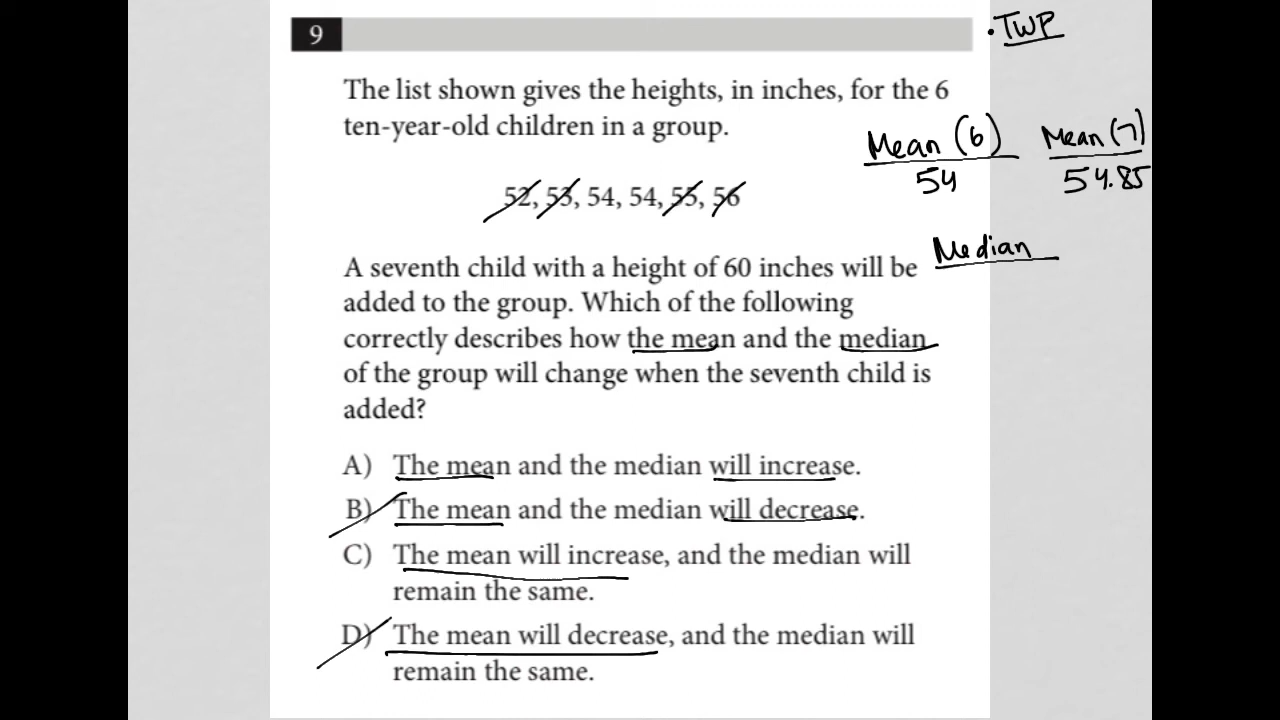 9
• TWP
The list shown gives the heights, in inches, for the 6
ten-year-old children in a group.
Mean (6) Mean (7)
54 54.85
52, 53, 54, 54, 55, 56
Median
A seventh child with a height of 60 inches will be
added to the group. Which of the following
correctly describes how the mean and the median
of the group will change when the seventh child is
added?
A) The mean and the median will increase.
B) The mean and the median will decrease.
C) The mean will increase, and the median will
remain the same.
D) The mean will decrease, and the median will
remain the same.